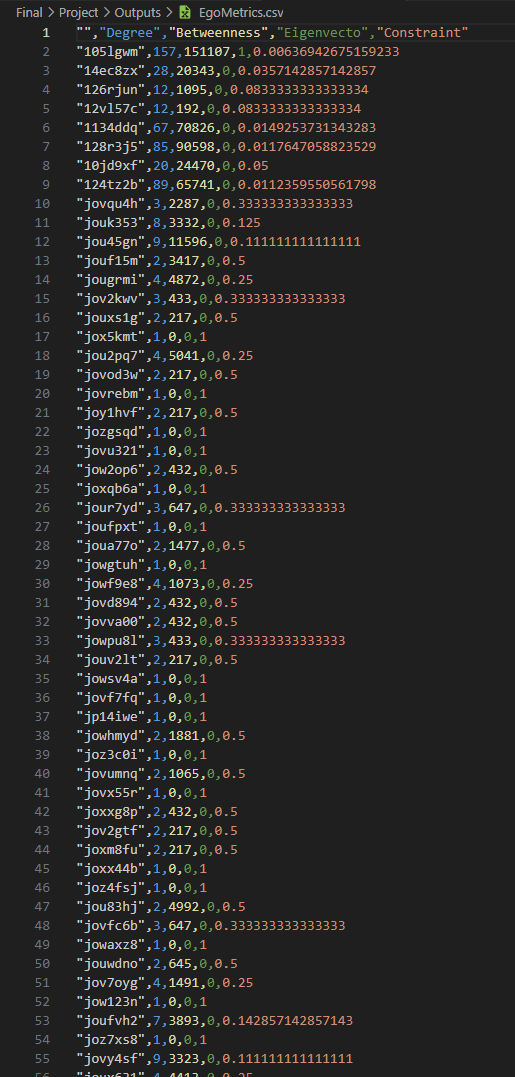 Final > Project > Outputs > EgoMetrics.csv
1 "","Degree","Betweenness","Eigenvecto","Constraint"
2 "105lgwm",157,151107,1,0.00636942675159233
3 "14ec8zx",28,20343,0,0.0357142857142857
4 "126rjun",12,1095,0,0.0833333333333334
5 "12vl57c",12,192,0,0.0833333333333334
6 "1134ddq",67,70826,0,0.0149253731343283
7 "128r3j5",85,90598,0,0.0117647058823529
8 "10jd9xf",20,24470,0,0.05
9 "124tz2b",89,65741,0,0.0112359550561798
10 "jovqu4h",3,2287,0,0.333333333333333
11 "jouk353",8,3332,0,0.125
12 "jou45gn",9,11596,0,0.111111111111111
13 "jouf15m",2,3417,0,0.5
14 "jougrmi",4,4872,0,0.25
15 "jov2kwv",3,433,0,0.333333333333333
16 "jouxs1g",2,217,0,0.5
17 "jox5kmt",1,0,0,1
18 "jou2pq7",4,5041,0,0.25
19 "jovod3w",2,217,0,0.5
20 "jovrebm",1,0,0,1
21 "joy1hvf",2,217,0,0.5
22 "jozgsqd",1,0,0,1
23 "jovu321",1,0,0,1
24 "jow2op6",2,432,0,0.5
25 "joxqb6a",1,0,0,1
26 "jour7yd",3,647,0,0.333333333333333
27 "joufpxt",1,0,0,1
28 "joua77o",2,1477,0,0.5
29 "jowgtuh",1,0,0,1
30 "jowf9e8",4,1073,0,0.25
31 "jovd894",2,432,0,0.5
32 "jovva00",2,432,0,0.5
33 "jowpu8l",3,433,0,0.333333333333333
34 "jouv2lt",2,217,0,0.5
35 "jowsv4a",1,0,0,1
36 "jovf7fq",1,0,0,1
37 "jp14iwe",1,0,0,1
38 "jowhmyd",2,1881,0,0.5
39 "joz3c0i",1,0,0,1
40 "jovumnq",2,1065,0,0.5
41 "jovx55r",1,0,0,1
42 "joxxg8p",2,432,0,0.5
43 "jov2gtf",2,217,0,0.5
44 "joxm8fu",2,217,0,0.5
45 "joxx44b",1,0,0,1
46 "joz4fsj",1,0,0,1
47 "jou83hj",2,4992,0,0.5
48 "jovfc6b",3,647,0,0.333333333333333
49 "jowaxz8",1,0,0,1
50 "jouwdno",2,645,0,0.5
51 "jov7oyg",4,1491,0,0.25
52 "jow123n",1,0,0,1
53 "joufvh2",7,3893,0,0.142857142857143
54 "joz7xs8",1,0,0,1
55 "jovy4sf",9,3323,0,0.111111111111111